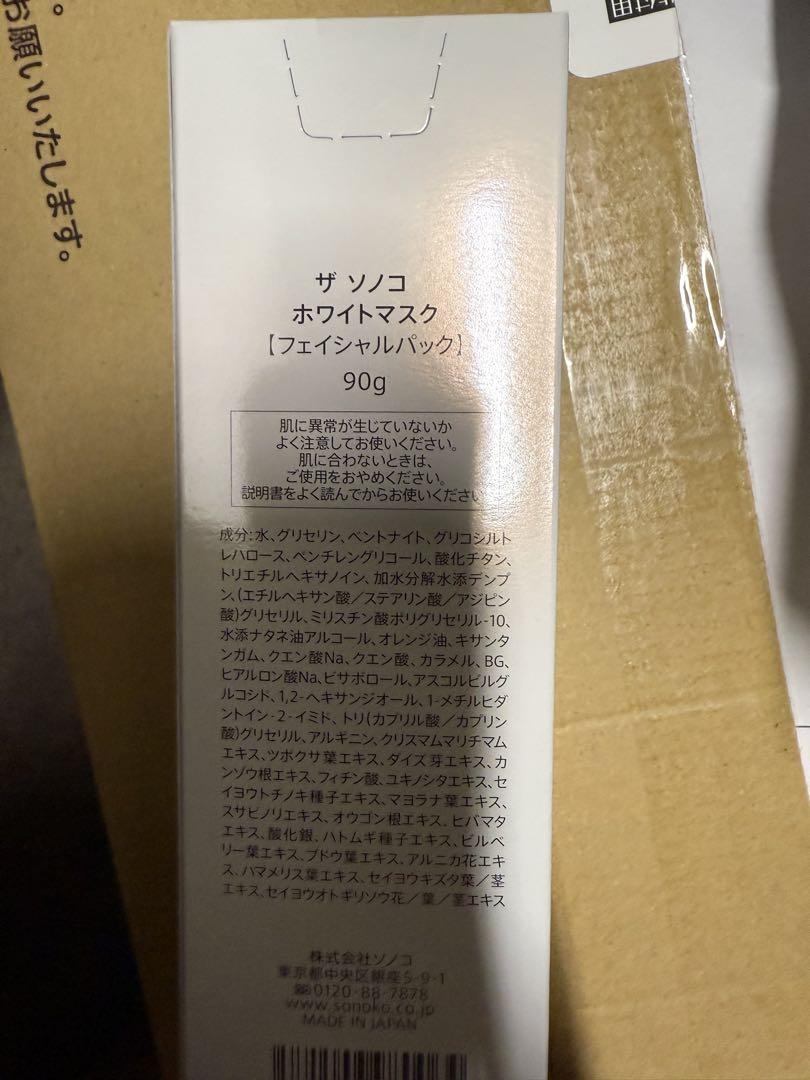 。
お願いいたします。
付用
ザ ソノコ
ホワイトマスク
【フェイシャルパック】
90g
肌に異常が生じていないか
よく注意してお使いください。
肌に合わないときは、
ご使用をおやめください。
説明書をよく読んでからお使いください
成分:水、グリセリン、ベントナイト、グリコシルト
レハロース、ペンチレングリコール、酸化チタン、
トリエチルヘキサノイン、加水分解水添デンプ
ン、(エチルヘキサン酸/ステアリン酸/アジピン
酸)グリセリル、ミリスチン酸ポリグリセリル-10、
水添ナタネ油アルコール、オレンジ油、キサンタ
ンガム、クエン酸Na、クエン酸、カラメル、BG、
ヒアルロン酸Na、ビサボロール、アスコルビルグ
ルコシド、1,2-ヘキサンジオール、1-メチルヒダ
ントイン-2-イミド、トリ(カプリル酸/カプリン
酸)グリセリル、アルギニン、クリスマムマリチマム
エキス、ツボクサ葉エキス、ダイズ芽エキス、カ
ンゾウ根エキス、フィチン酸、ユキノシタエキス、セ
イヨウトチノキ種子エキス、マヨラナ葉エキス、
スサビノリエキス、オウゴン根エキス、ヒバマタ
エキス、酸化銀、ハトムギ種子エキス、ビルベ
リー葉エキス、ブドウ葉エキス、アルニカ花エキ
ス、ハマメリス葉エキス、セイヨウキズタ葉/茎
エキス、セイヨウオトギリソウ花/葉/茎エキス
株式会社ソノコ
東京都中央区銀座5-9-1
☎0120-88-7878
www.sonoko.co.jp
MADE IN JAPAN